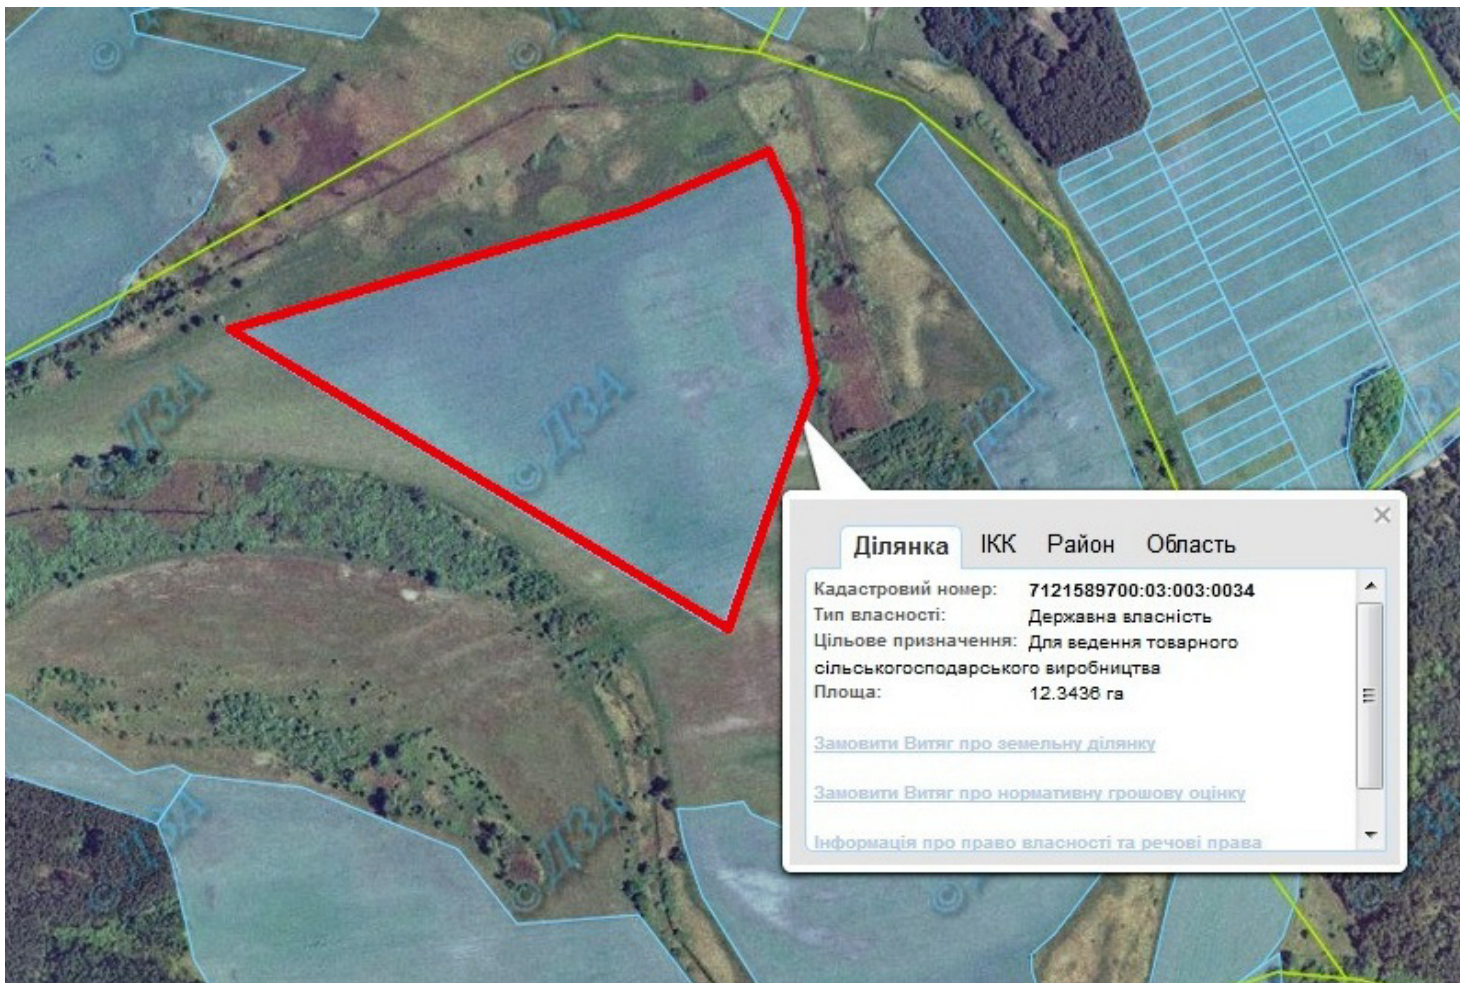 © ДЗА
Ділянка ІКК Район Область
Кадастровий номер: 7121589700:03:003:0034
Тип власності: Державна власність
Цільове призначення: Для ведення товарного
сільськогосподарського виробництва
Площа: 12.3436 га
Замовити Витяг про земельну ділянку
Замовити Витяг про нормативну грошову оцінку
Інформація про право власності та речові права